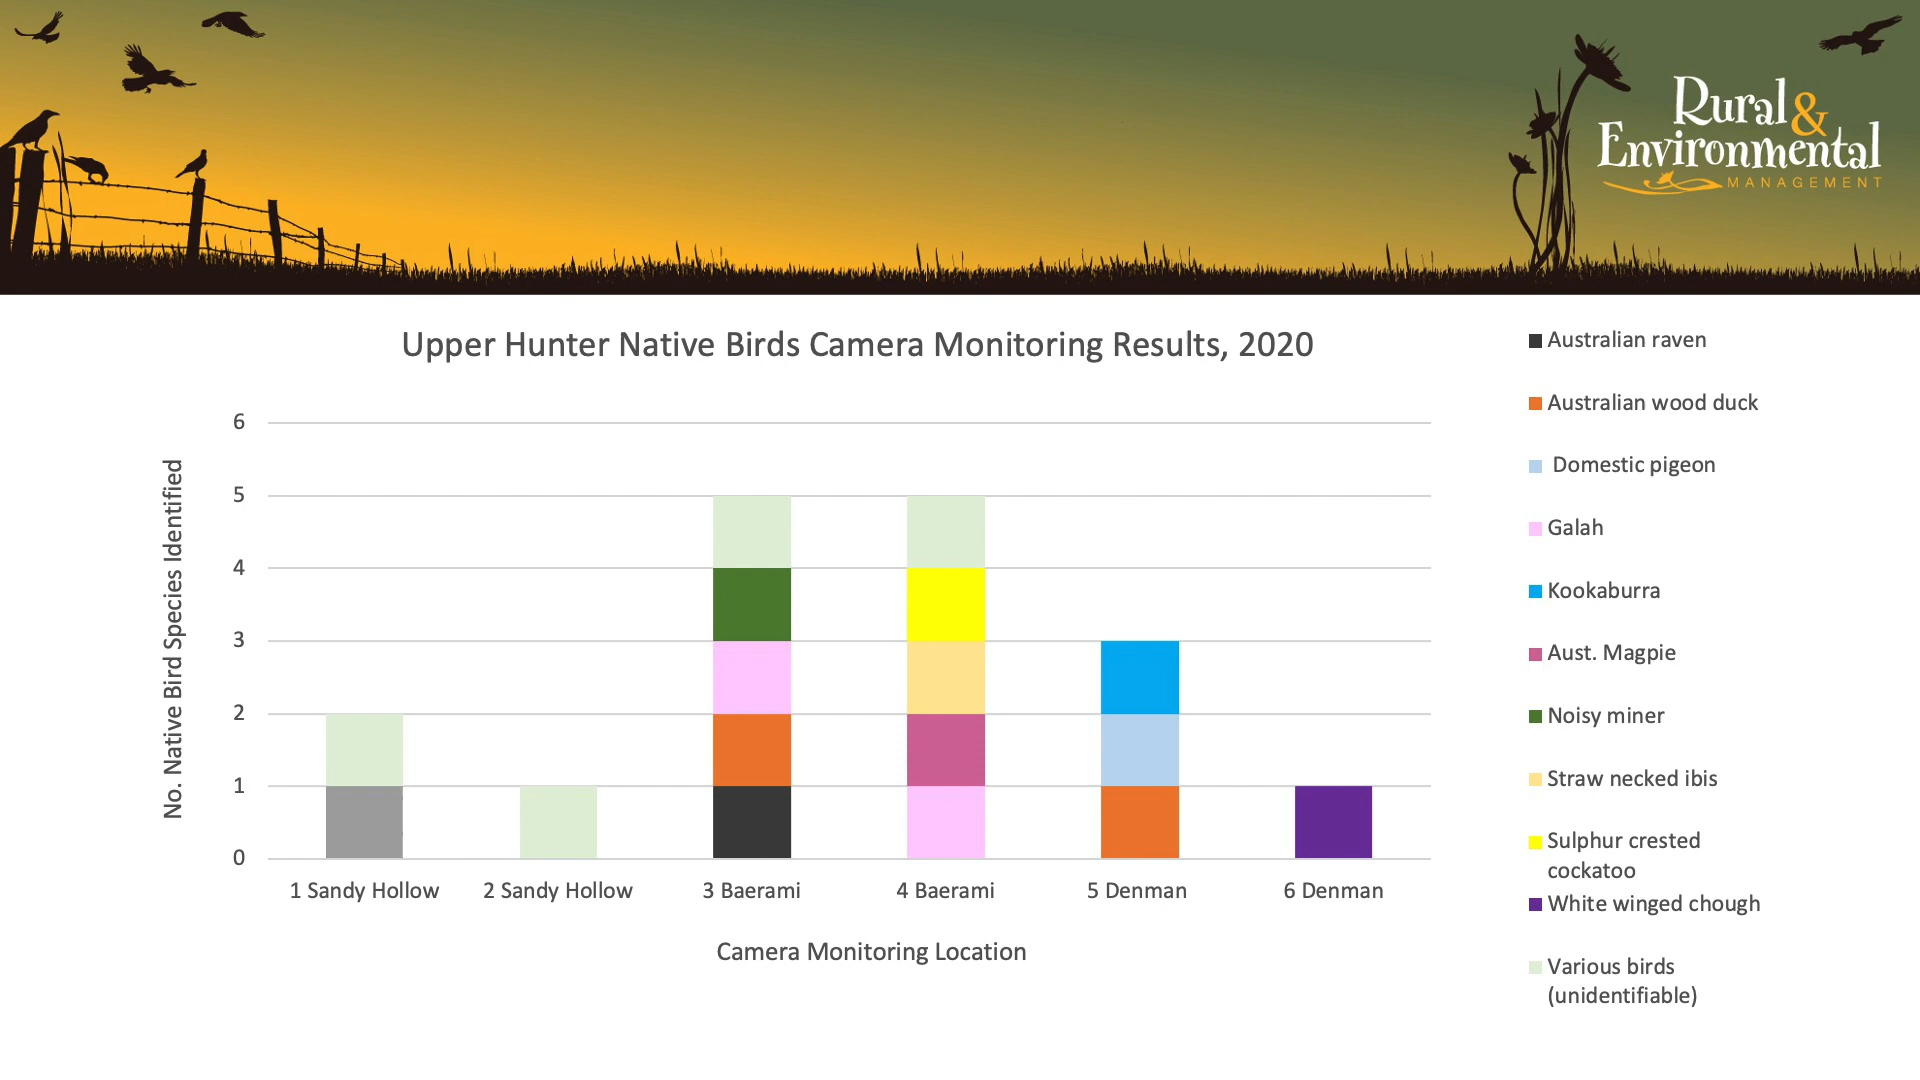 Rural &
Environmental
MANAGEMENT
Upper Hunter Native Birds Camera Monitoring Results, 2020
No. Native Bird Species Identified
6
5
4
3
2
1
0
1 Sandy Hollow
2 Sandy Hollow
3 Baerami
4 Baerami
5 Denman
6 Denman
Camera Monitoring Location
Australian raven
Australian wood duck
Domestic pigeon
Galah
Kookaburra
Aust. Magpie
Noisy miner
Straw necked ibis
Sulphur crested
cockatoo
White winged chough
Various birds
(unidentifiable)